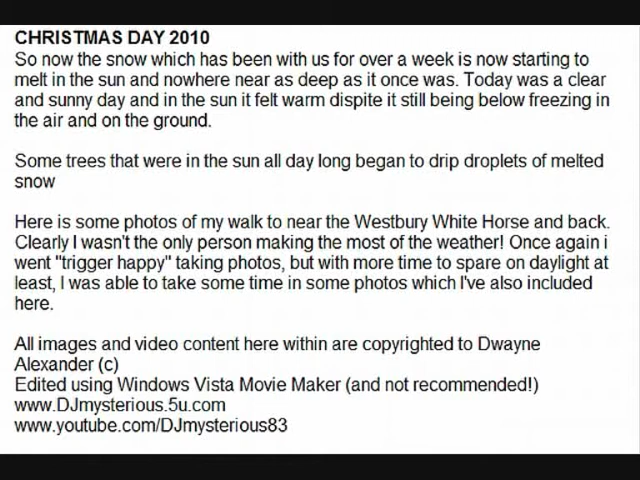 CHRISTMAS DAY 2010
So now the snow which has been with us for over a week is now starting to
melt in the sun and nowhere near as deep as it once was. Today was a clear
and sunny day and in the sun it felt warm dispite it still being below freezing in
the air and on the ground.
Some trees that were in the sun all day long began to drip droplets of melted
snow
Here is some photos of my walk to near the Westbury White Horse and back.
Clearly I wasn't the only person making the most of the weather! Once again i
went "trigger happy" taking photos, but with more time to spare on daylight at
least, I was able to take some time in some photos which I've also included
here.
All images and video content here within are copyrighted to Dwayne
Alexander (c)
Edited using Windows Vista Movie Maker (and not recommended!)
www.DJmysterious.5u.com
www.youtube.com/DJmysterious83